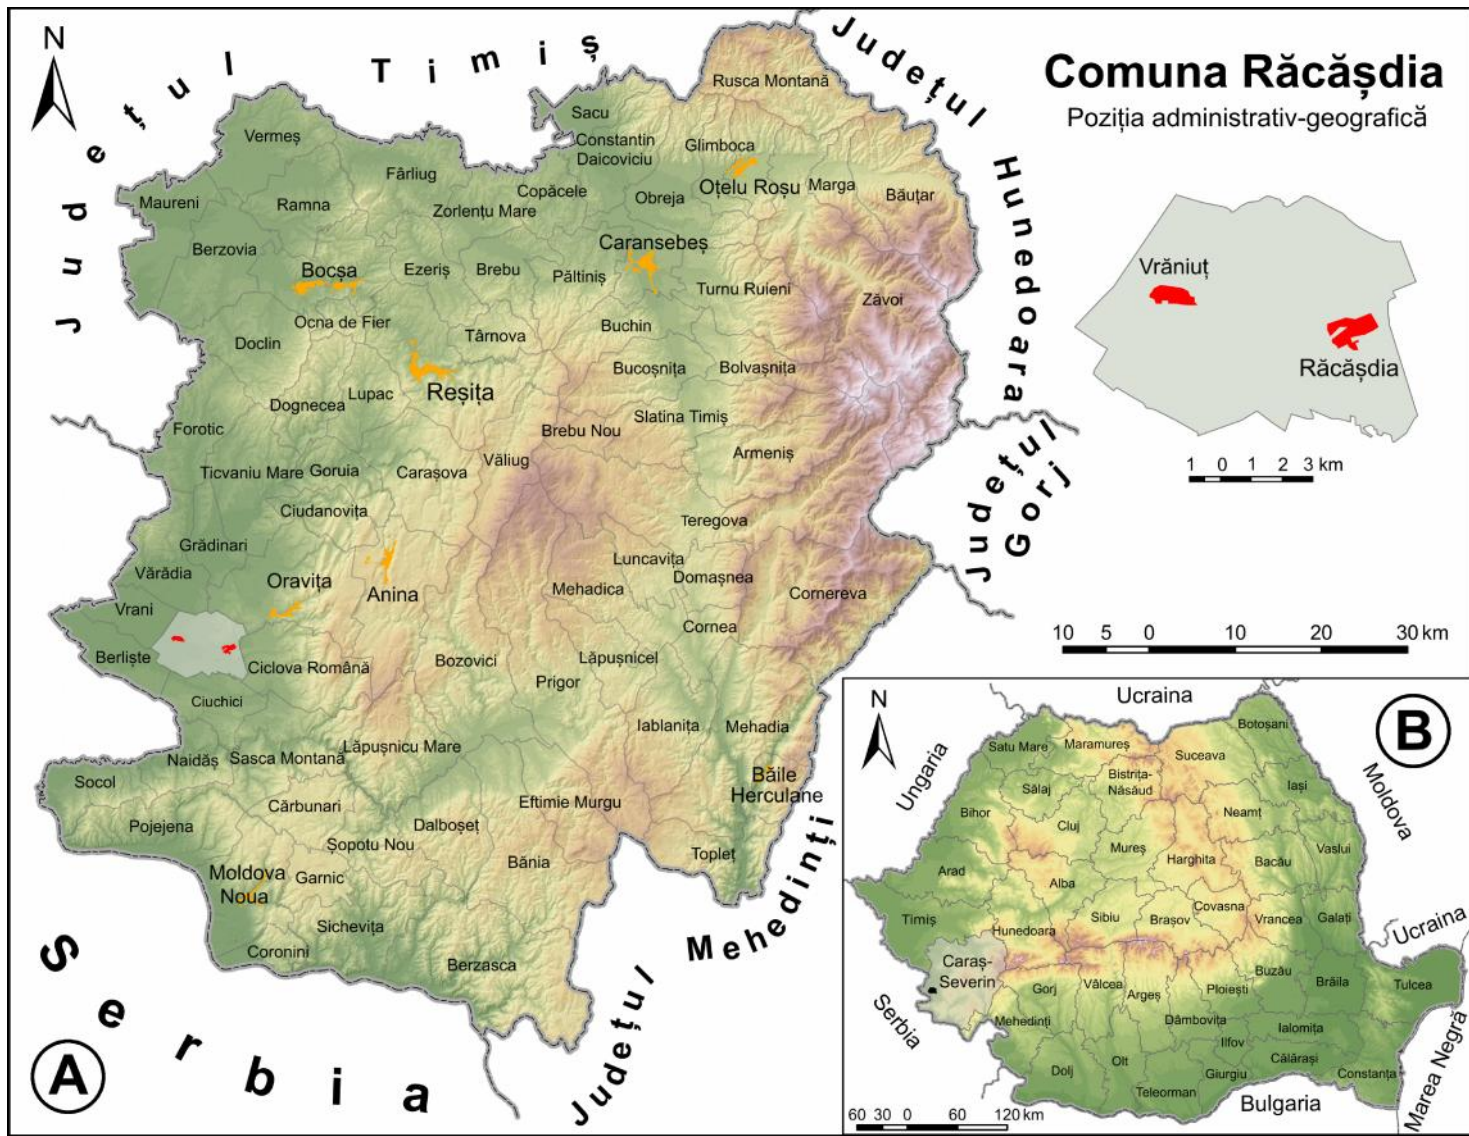 N
Județul Timiș
Județul
Hunedoara
Comuna Răcășdia
Poziția administrativ-geografică
Vrăniuț
Răcășdia
1 0 1 2 3 km
Rusca Montană
Sacu
Vermeș
Constantin
Daicoviciu
Glimboca
Fârliug
Oțelu Roșu
Marga
Băuțar
Copăcele
Obreja
Maureni
Ramna
Zorlențu Mare
Berzovia
Caransebeș
Bocșa
Ezeriș
Brebu
Păltiniș
Turnu Ruieni
Zăvoi
Ocna de Fier
Târnova
Buchin
Doclin
Bucoșnița
Bolvașnița
Reșița
Lupac
Dognecea
Slatina Timiș
Forotic
Brebu Nou
Armeniș
Văliug
Ticvaniu Mare
Goruia
Carașova
Județul
Gorj
Ciudanovița
Teregova
Grădinari
Luncavița
Vărădia
Oravița
Anina
Mehadica
Domașnea
Cornereva
Vrani
Cornea
Berliște
Ciclova Română
Bozovici
Lăpușnicel
Prigor
Ciuchici
Iablanița
Mehadia
Lăpușnicu Mare
Naidăș
Sasca Montană
Socol
Băile
Herculane
Cărbunari
Eftimie Murgu
Pojejena
Dalboșeț
Șopotu Nou
Toplet
Bănia
Moldova
Noua
Garnic
Sichevița
Coronini
Berzasca
Județul Mehedinți
Serbia
A
10 5 0 10 20 30 km
N
B
Ucraina
Ungaria
Moldova
Botoșani
Satu Mare
Maramureș
Suceava
Bistrița-
Năsăud
Sălaj
Iași
Bihor
Neamț
Cluj
Mureș
Vaslui
Harghita
Bacău
Arad
Alba
Covasna
Timiș
Sibiu
Brașov
Vrancea
Galați
Hunedoara
Ucraina
Caraș-
Severin
Buzău
Brăila
Tulcea
Gorj
Vâlcea
Argeș
Ploiești
Serbia
Mehedinți
Dâmbovița
Ialomița
Ilfov
Călărași
Olt
Dolj
Giurgiu
Constanța
Teleorman
Bulgaria
Marea Negră
60 30 0 60 120 km